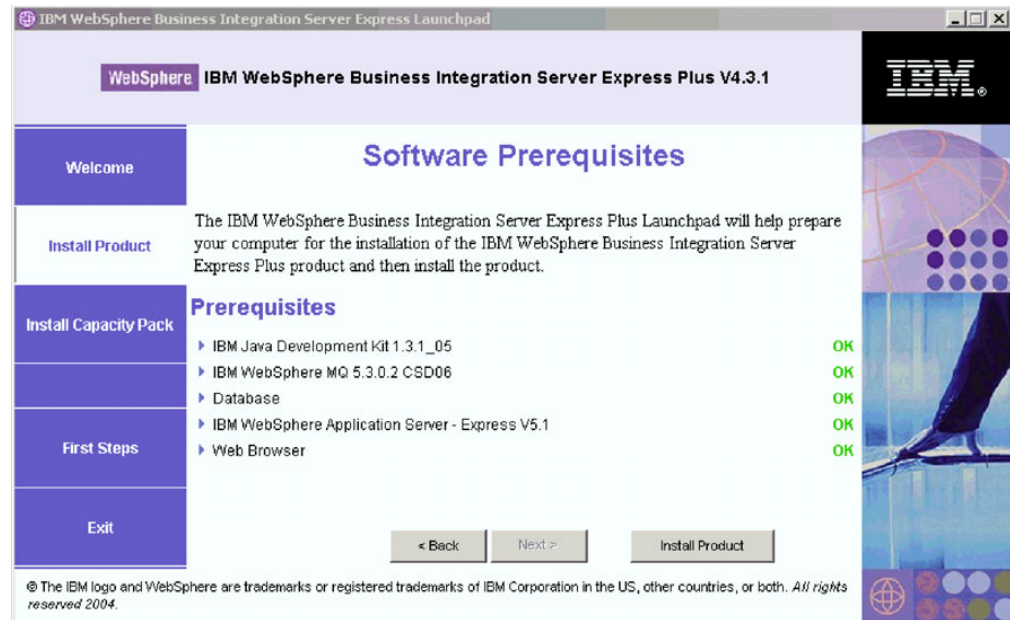 IBM WebSphere Business Integration Server Express Launchpad
WebSphere IBM WebSphere Business Integration Server Express Plus V4.3.1
IBM®
Welcome
Install Product
Install Capacity Pack
First Steps
Exit
Software Prerequisites
The IBM WebSphere Business Integration Server Express Plus Launchpad will help prepare
your computer for the installation of the IBM WebSphere Business Integration Server
Express Plus product and then install the product.
Prerequisites
IBM Java Development Kit 1.3.1_05 OK
IBM WebSphere MQ 5.3.0.2 CSD06 OK
Database OK
IBM WebSphere Application Server - Express V5.1 OK
Web Browser OK
< Back Next > Install Product
® The IBM logo and WebSphere are trademarks or registered trademarks of IBM Corporation in the US, other countries, or both. All rights
reserved 2004.